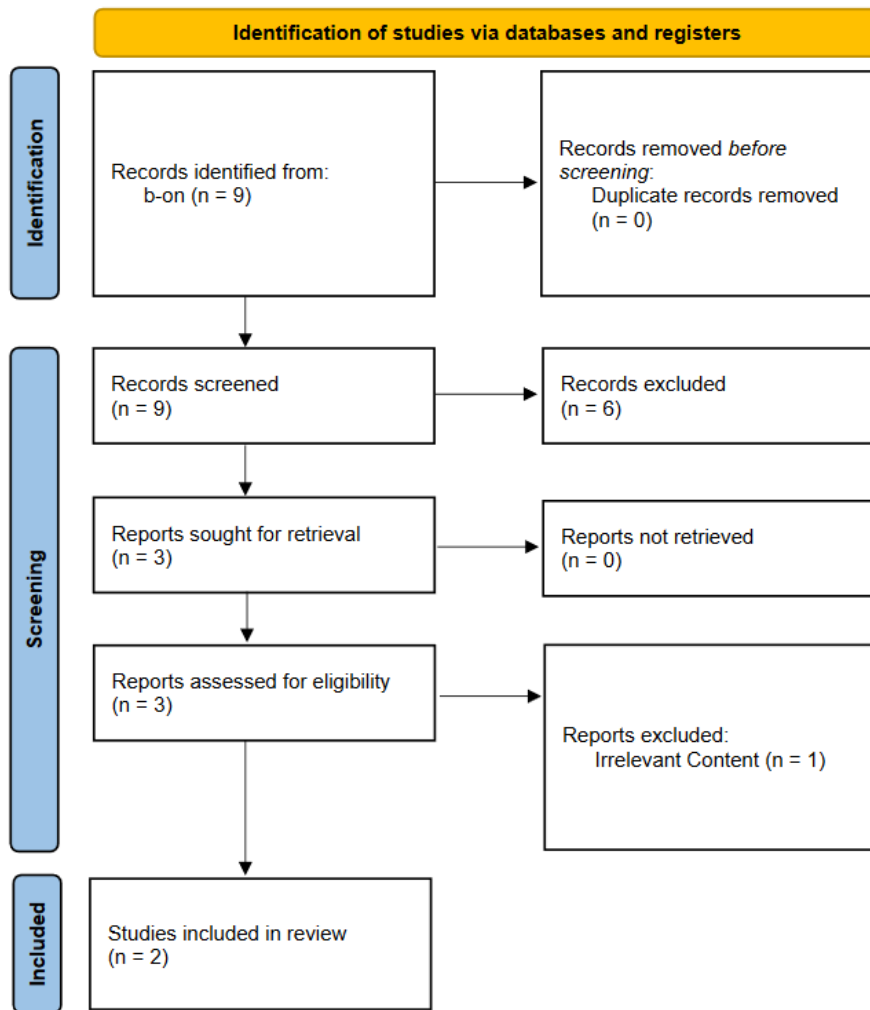 Identification of studies via databases and registers
Identification
Records identified from:
b-on (n = 9)
Records removed before
screening:
Duplicate records removed
(n = 0)
Screening
Records screened
(n = 9)
Records excluded
(n = 6)
Reports sought for retrieval
(n = 3)
Reports not retrieved
(n = 0)
Reports assessed for eligibility
(n = 3)
Reports excluded:
Irrelevant Content (n = 1)
Included
Studies included in review
(n = 2)